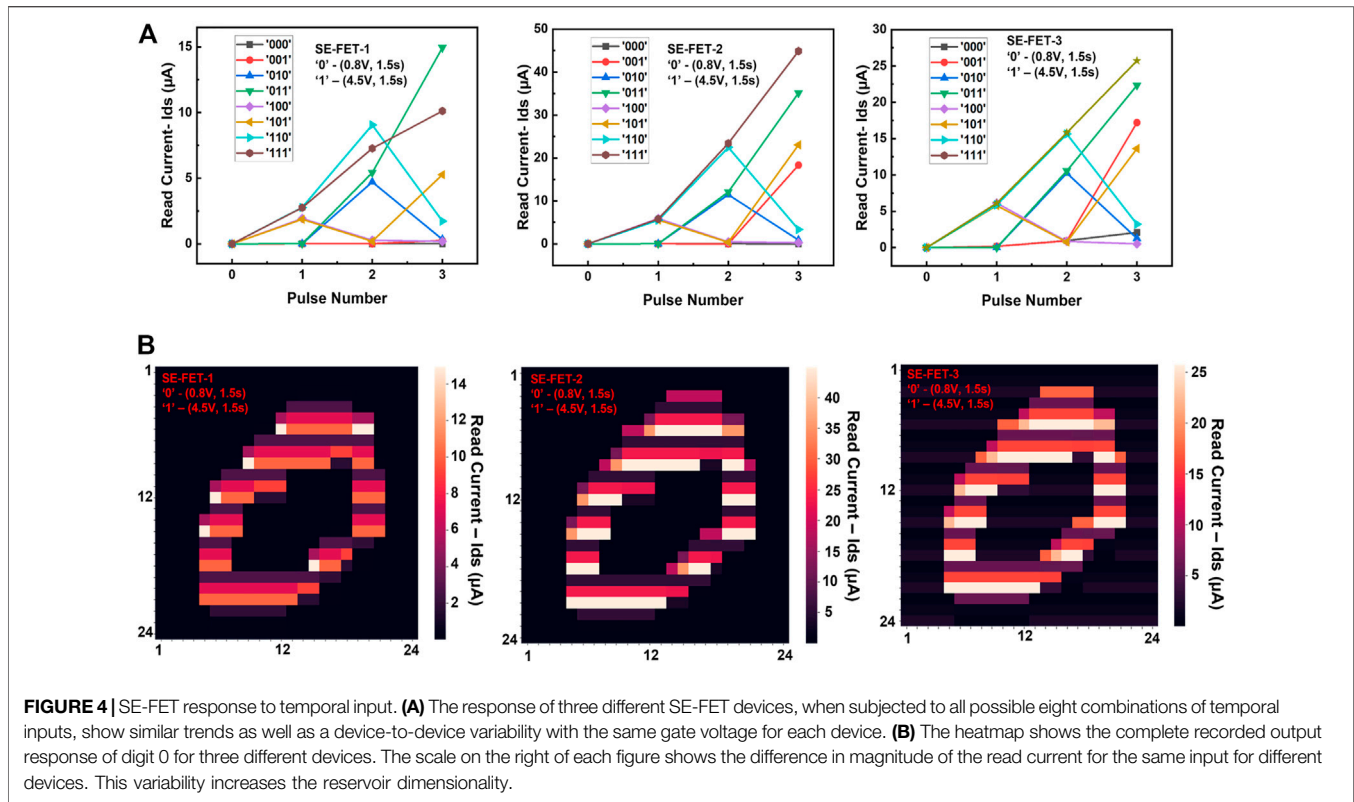 A
SE-FET-1
‘0’ - (0.8V, 1.5s)
‘1’ – (4.5V, 1.5s)
'000'
'001'
'010'
'011'
'100'
'101'
'110'
'111'
15
10
5
0
Read Current- Ids (µA)
0 1 2 3
Pulse Number
SE-FET-2
‘0’ - (0.8V, 1.5s)
‘1’ – (4.5V, 1.5s)
'000'
'001'
'010'
'011'
'100'
'101'
'110'
'111'
50
45
40
35
30
25
20
15
10
5
0
Read Current- Ids (µA)
0 1 2 3
Pulse Number
SE-FET-3
‘0’ - (0.8V, 1.5s)
‘1’ – (4.5V, 1.5s)
'000'
'001'
'010'
'011'
'100'
'101'
'110'
'111'
30
25
20
15
10
5
0
Read Current- Ids (µA)
0 1 2 3
Pulse Number
B
SE-FET-1
‘0’ - (0.8V, 1.5s)
‘1’ – (4.5V, 1.5s)
1
12
24
1 12 24
14
12
10
8
6
4
2
Read Current – Ids (µA)
SE-FET-2
‘0’ - (0.8V, 1.5s)
‘1’ – (4.5V, 1.5s)
1
12
24
1 12 24
40
35
30
25
20
15
10
5
Read Current – Ids (µA)
SE-FET-3
‘0’ - (0.8V, 1.5s)
‘1’ – (4.5V, 1.5s)
1
12
24
1 12 24
25
20
15
10
5
Read Current – Ids (µA)
FIGURE 4 | SE-FET response to temporal input. (A) The response of three different SE-FET devices, when subjected to all possible eight combinations of temporal
inputs, show similar trends as well as a device-to-device variability with the same gate voltage for each device. (B) The heatmap shows the complete recorded output
response of digit 0 for three different devices. The scale on the right of each figure shows the difference in magnitude of the read current for the same input for different
devices. This variability increases the reservoir dimensionality.